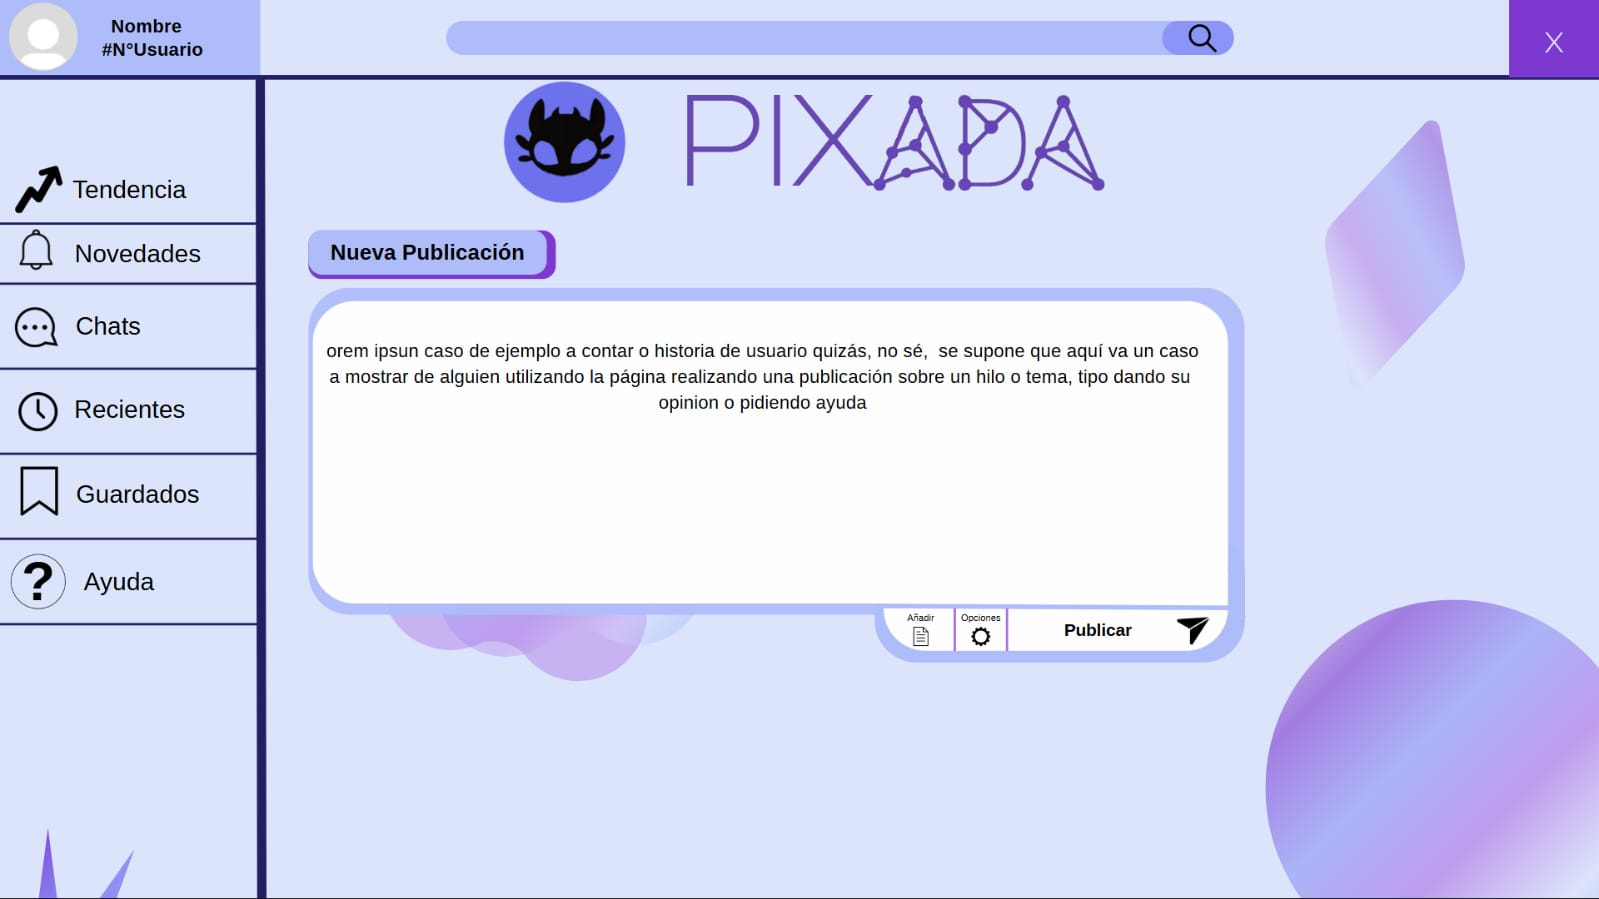 Nombre
#N°Usuario
X
PIXADA
Tendencia
Novedades
Chats
Recientes
Guardados
Ayuda
Nueva Publicación
orem ipsun caso de ejemplo a contar o historia de usuario quizás, no sé,  se supone que aquí va un caso
a mostrar de alguien utilizando la página realizando una publicación sobre un hilo o tema, tipo dando su
opinion o pidiendo ayuda
Añadir
Opciones
Publicar